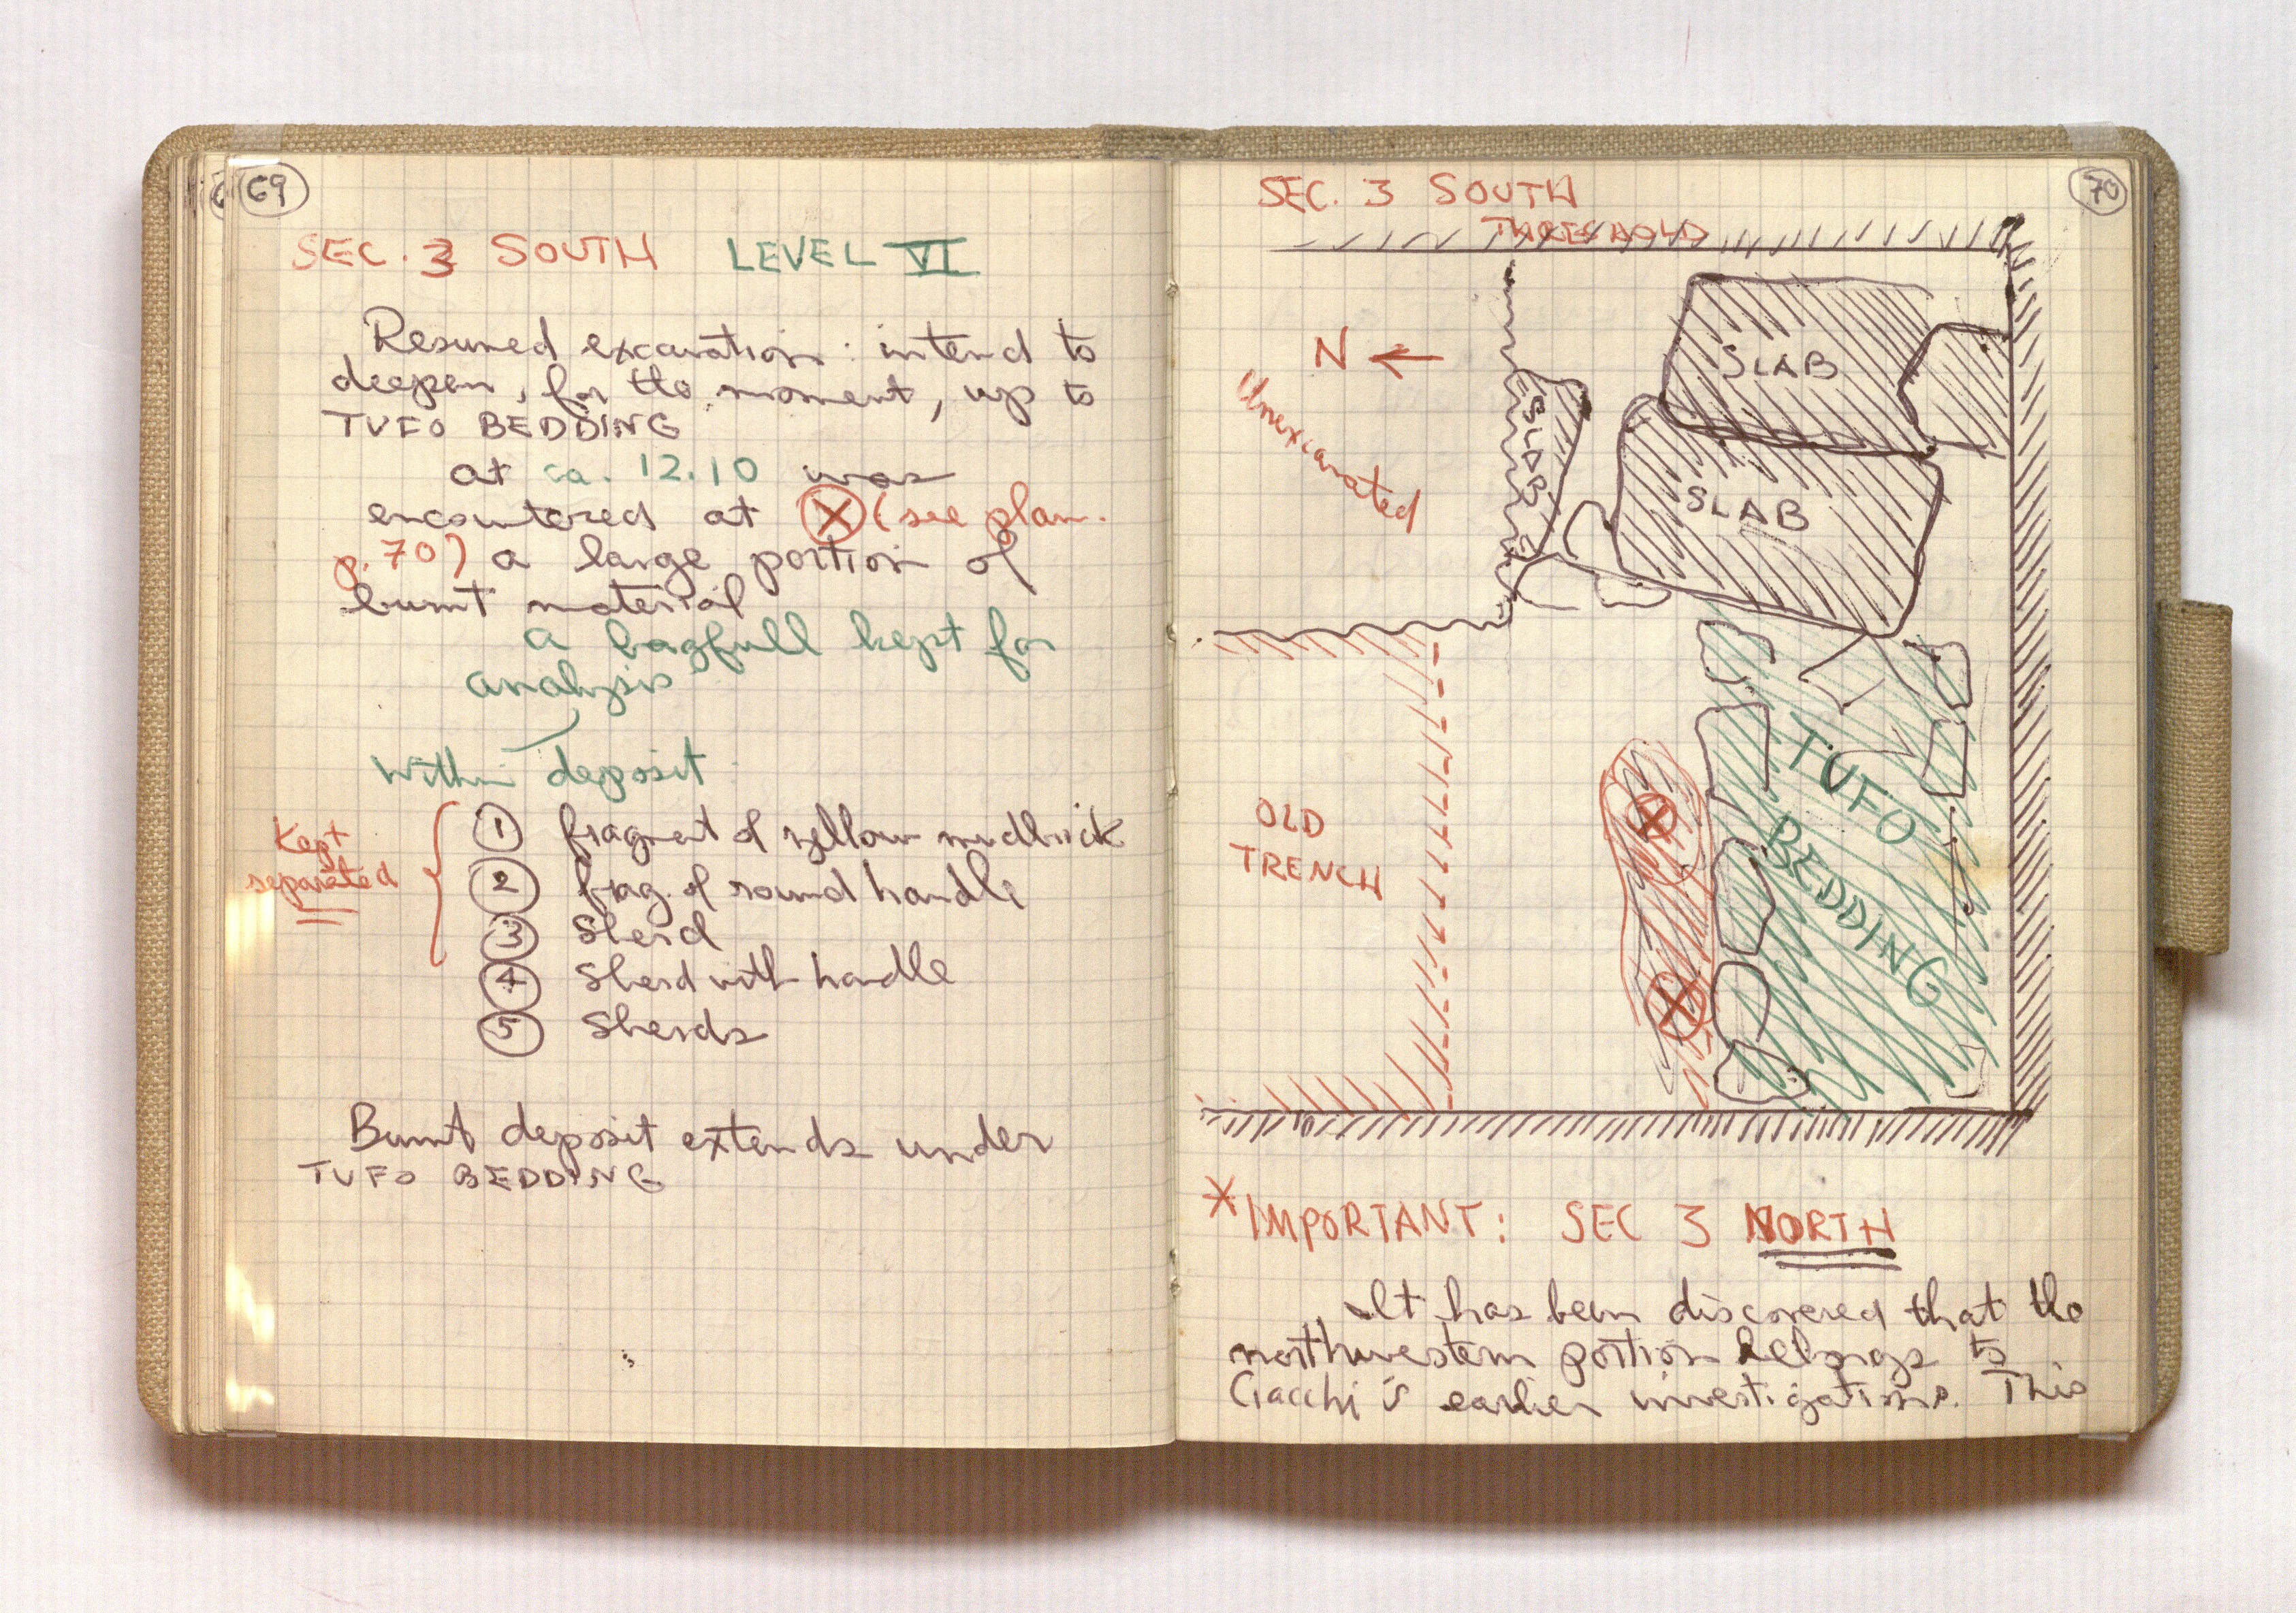 69
SEC. 3 SOUTH LEVEL VI
Resumed excavation: intend to
deepen, for the moment, up to
TUFO BEDDING
at ca. 12.10 was
encountered at X (see plan.
p. 70) a large portion of
burnt material
a bagfull kept for
analysis
Within deposit
Kept
separated
1 fragment of yellow mudbrick
2 frag. of round handle
3 Sherd
4 Sherd with handle
5 Sherds
Burnt deposit extends under
TUFO BEDDING
70
SEC. 3 SOUTH
THRESHOLD
N
Unexcavated
SLAB
SLAB
SLAB
TUFO
BEDDING
X
X
OLD
TRENCH
*IMPORTANT: SEC 3 NORTH
It has been discovered that the
northwestern portion belongs to
Ciacchi's earlier investigations. This